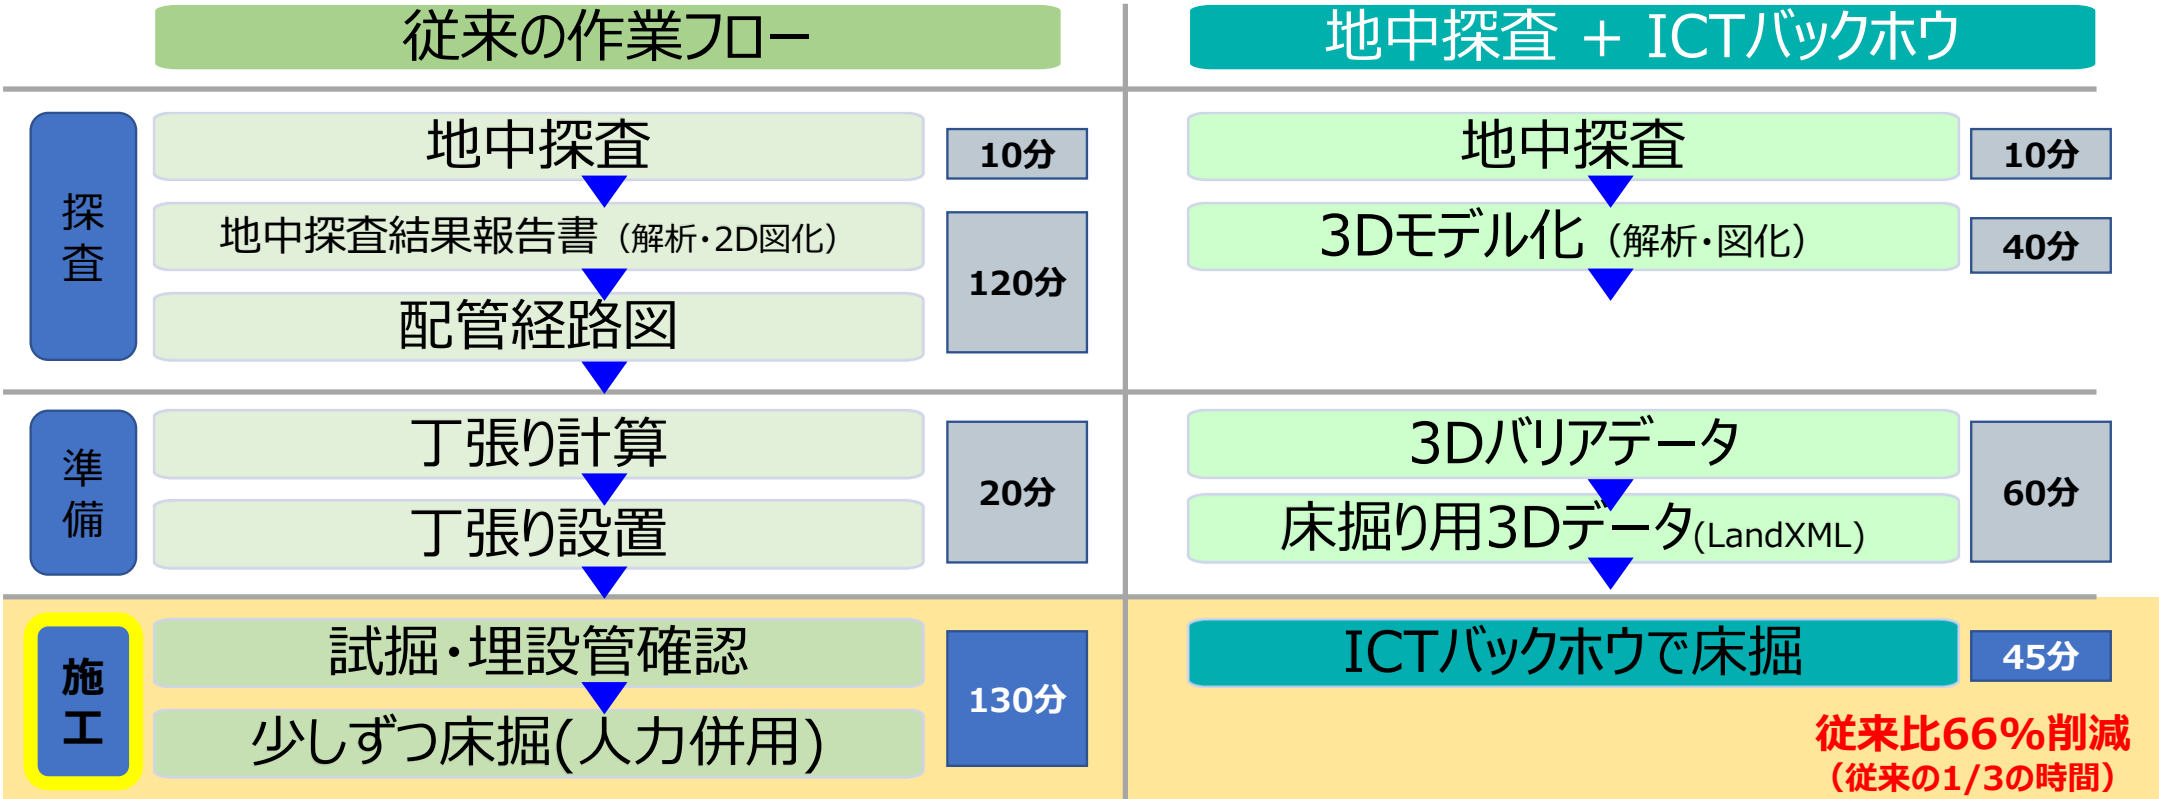 従来の作業フロー
地中探査 + ICTバックホウ
探査
地中探査
10分
地中探査結果報告書（解析・2D図化）
配管経路図
120分
地中探査
10分
3Dモデル化（解析・図化）
40分
準備
丁張り計算
丁張り設置
20分
3Dバリアデータ
床掘り用3Dデータ(LandXML)
60分
施工
試掘・埋設管確認
少しずつ床掘(人力併用)
130分
ICTバックホウで床掘
45分
従来比66%削減
（従来の1/3の時間）